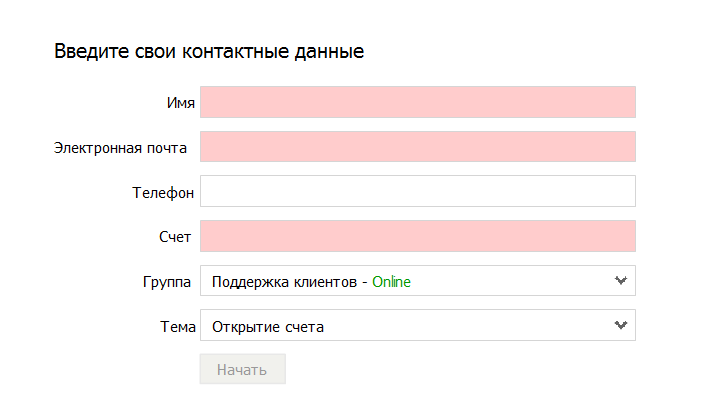 Введите свои контактные данные
Имя
Электронная почта
Телефон
Счет
Группа Поддержка клиентов - Online
Тема Открытие счета
Начать